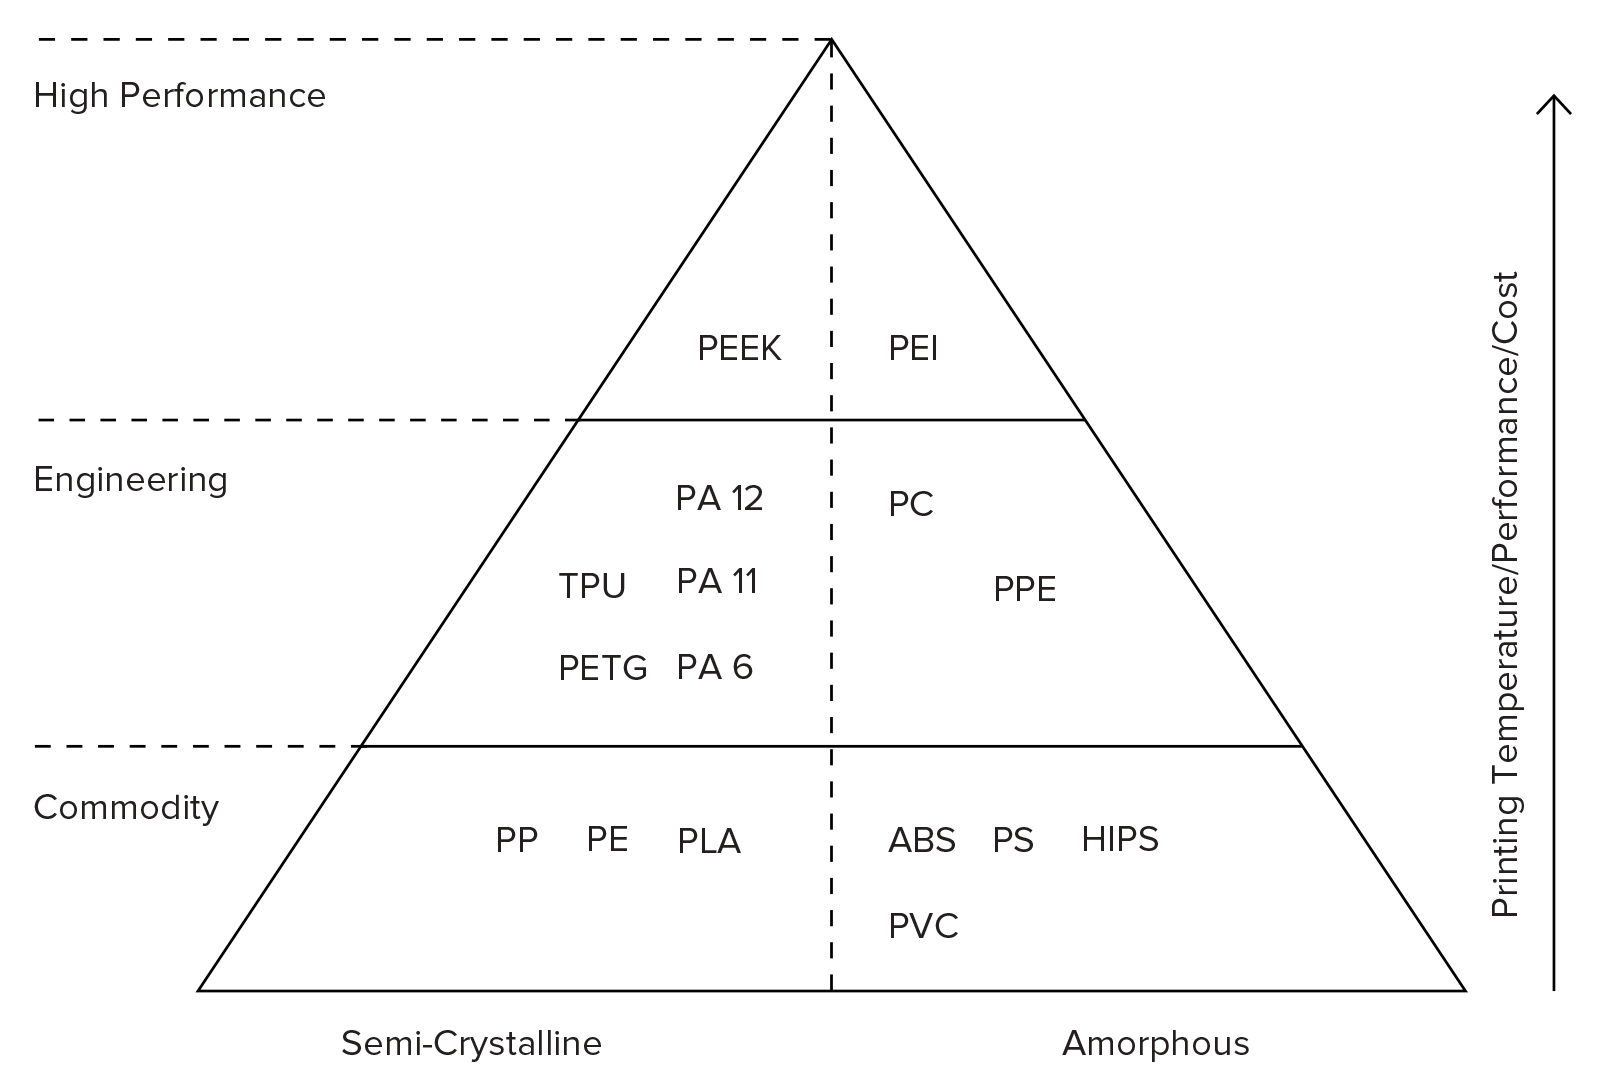 High Performance
PEEK
PEI
Engineering
PA 12
PC
TPU
PA 11
PPE
PETG
PA 6
Commodity
PP
PE
PLA
ABS
PS
HIPS
PVC
Semi-Crystalline
Amorphous
Printing Temperature/Performance/Cost